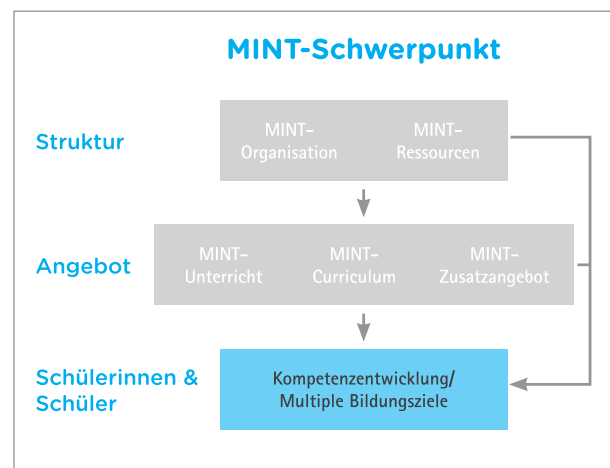 MINT-Schwerpunkt
Struktur
MINT-
Organisation
MINT-
Ressourcen
Angebot
MINT-
Unterricht
MINT-
Curriculum
MINT-
Zusatzangebot
Schülerinnen &
Schüler
Kompetenzentwicklung/
Multiple Bildungsziele